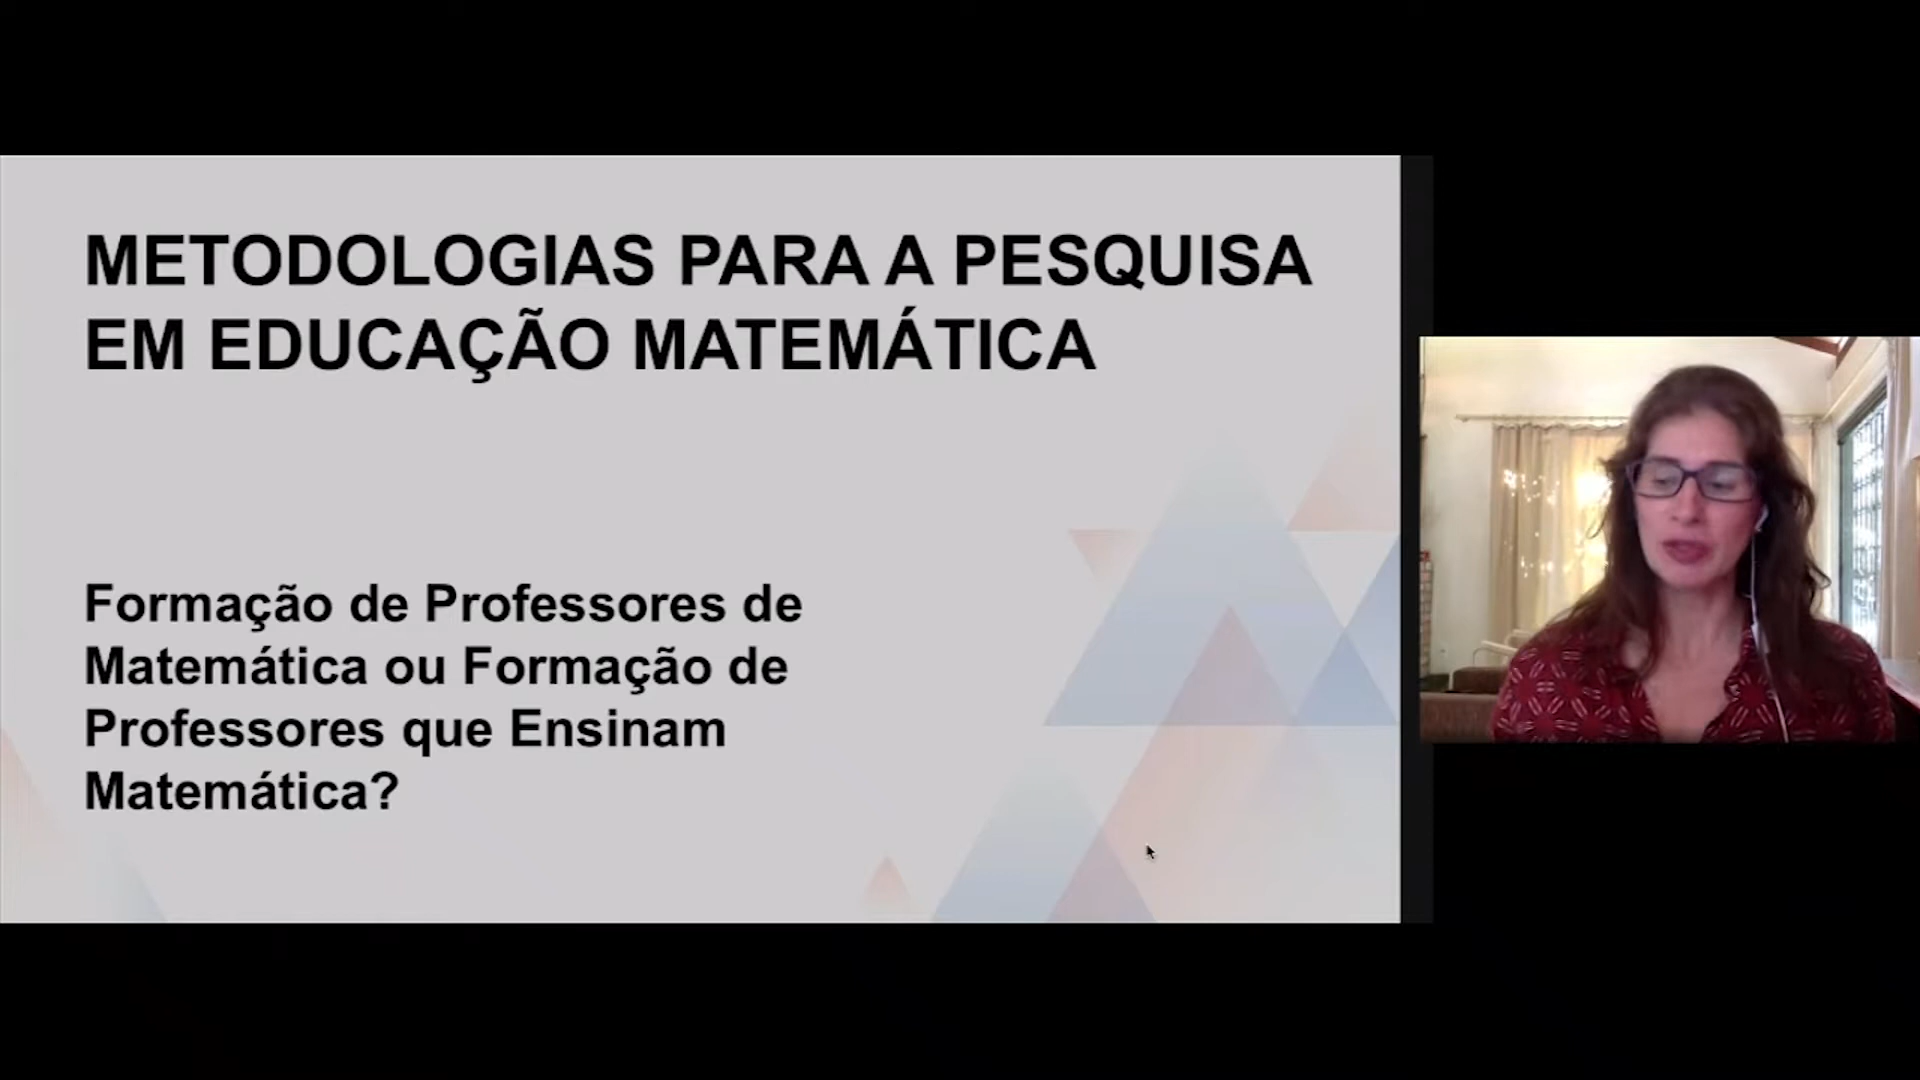 METODOLOGIAS PARA A PESQUISA
EM EDUCAÇÃO MATEMÁTICA
Formação de Professores de
Matemática ou Formação de
Professores que Ensinam
Matemática?